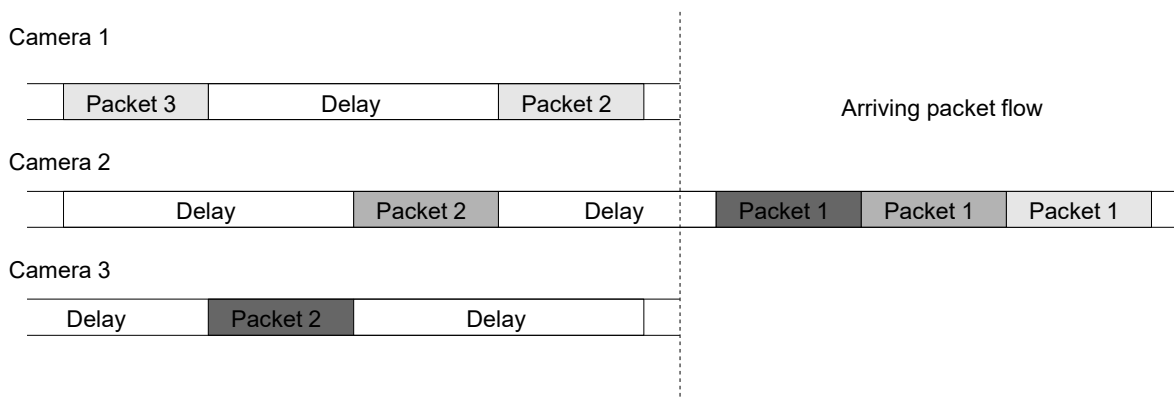 Camera 1
Packet 3 Delay Packet 2
Arriving packet flow
Camera 2
Delay Packet 2 Delay Packet 1 Packet 1 Packet 1
Camera 3
Delay Packet 2 Delay